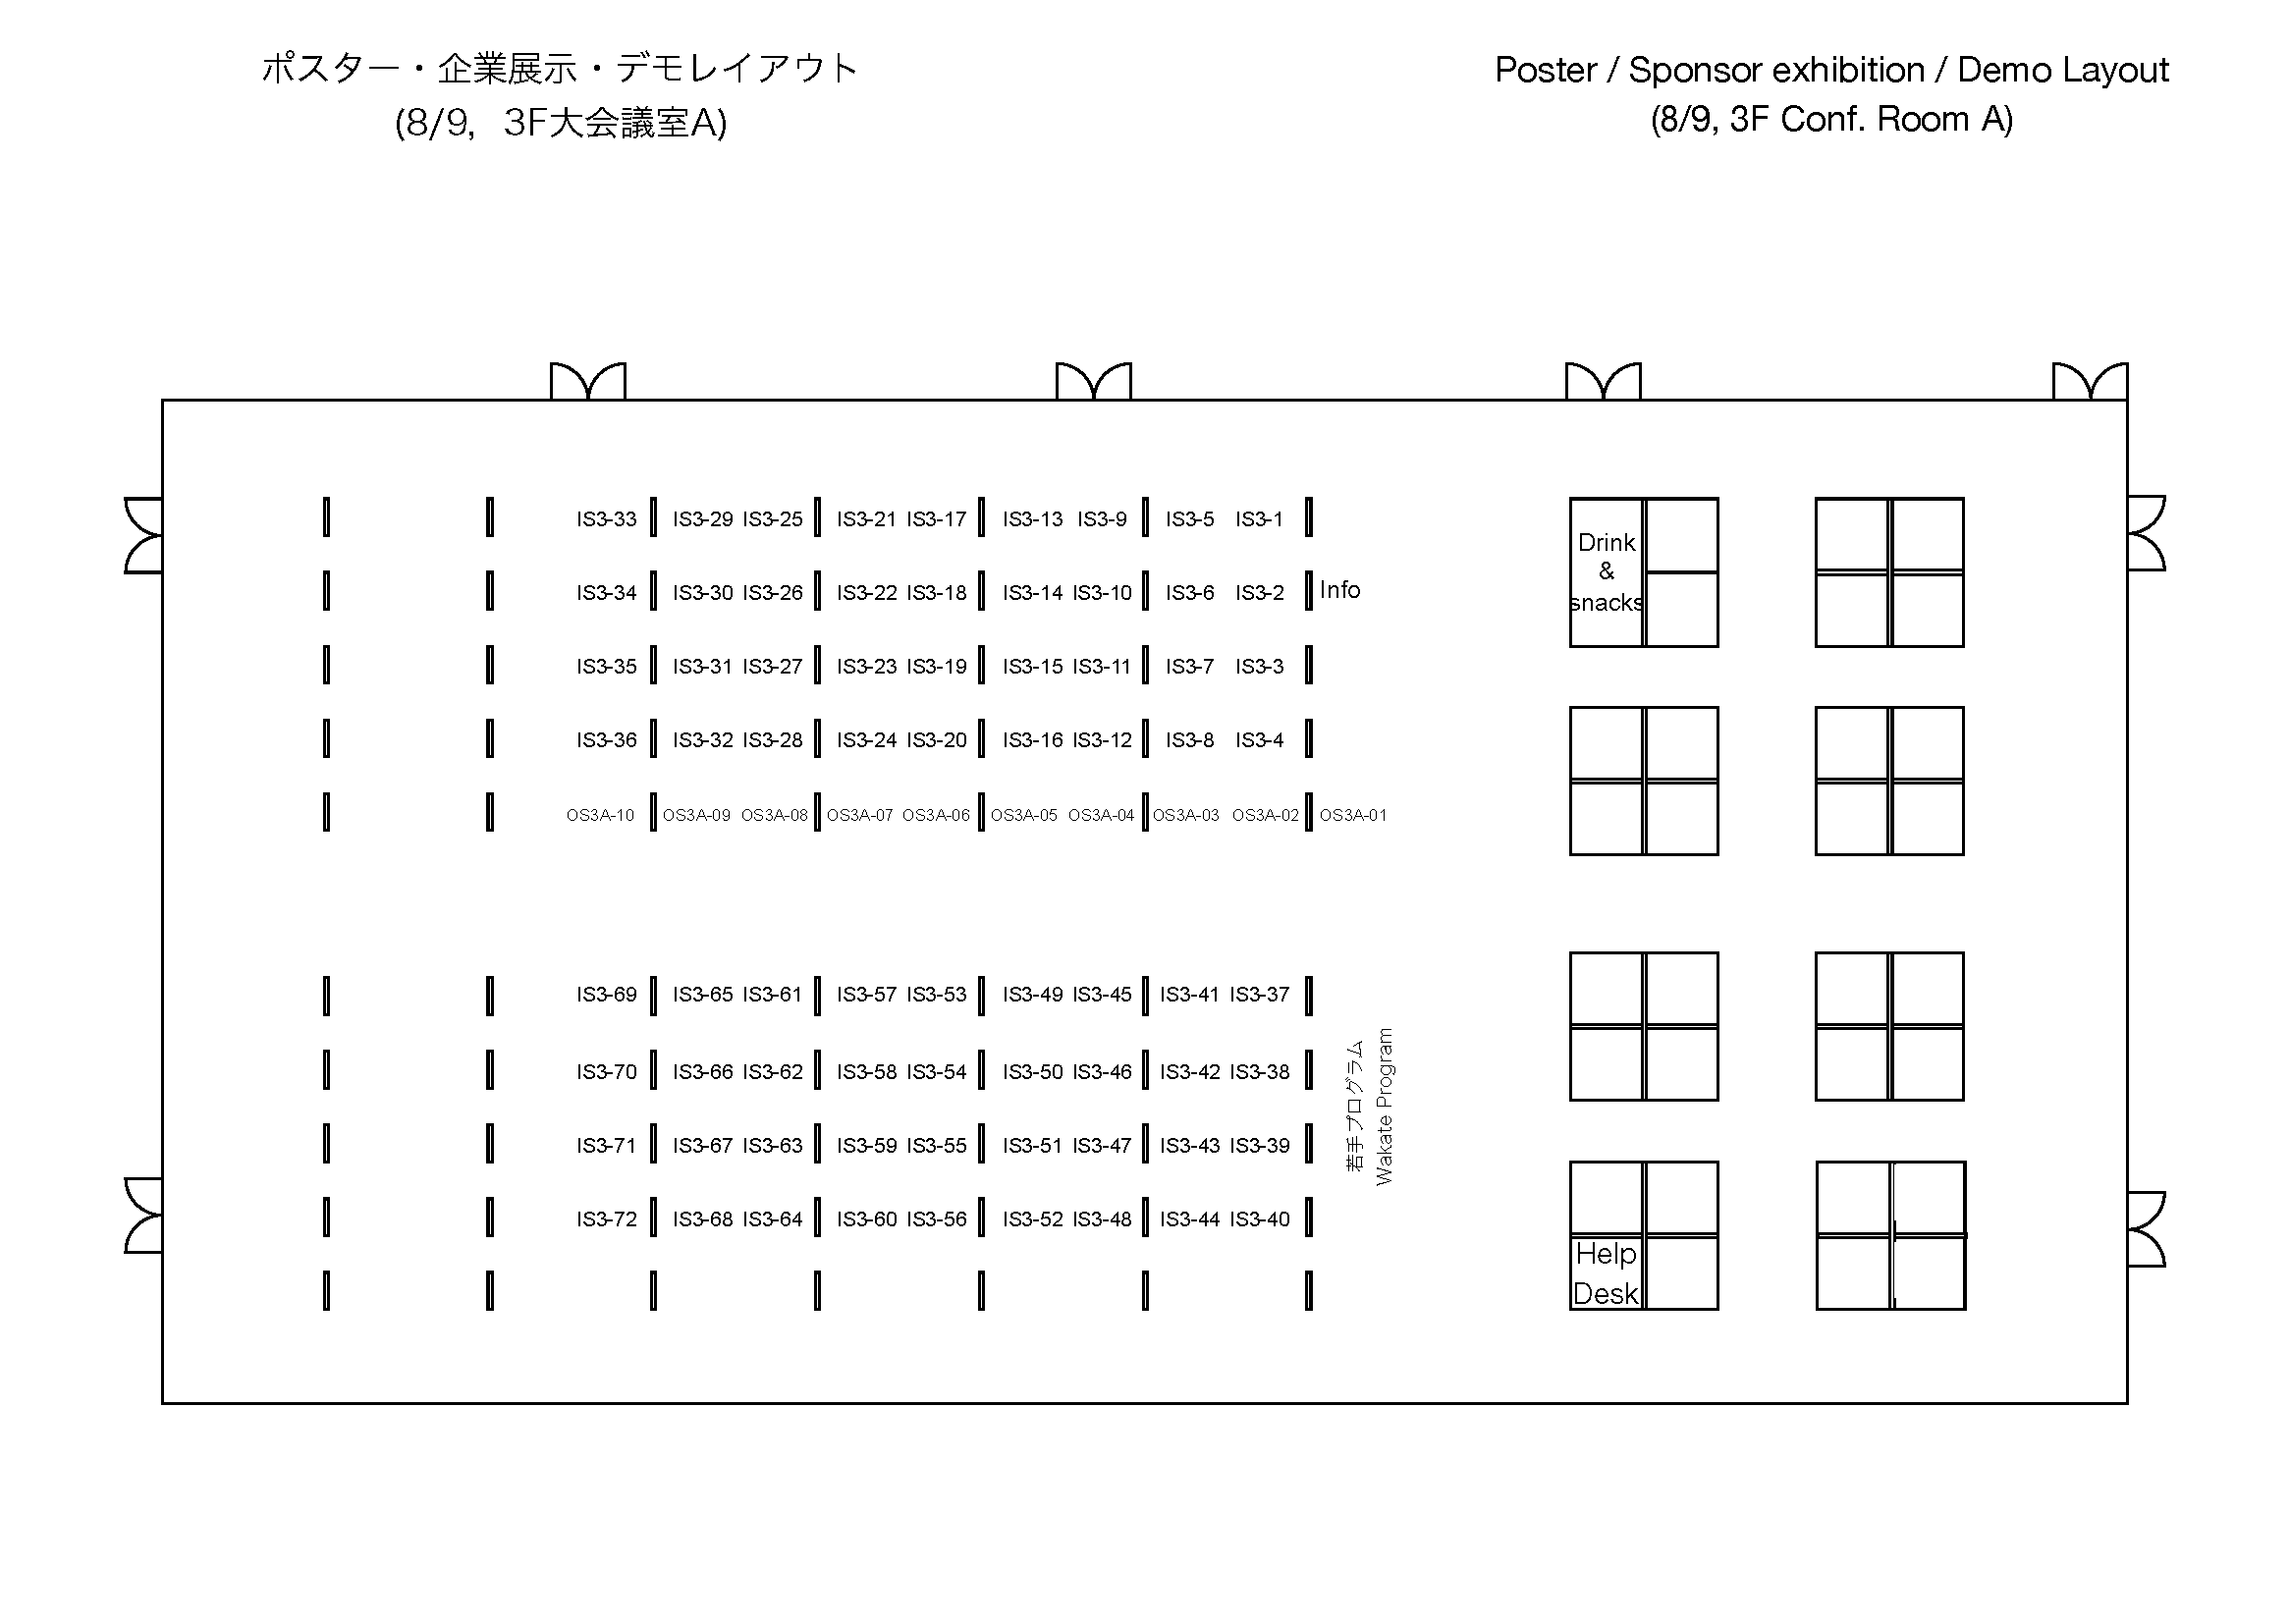 ポスター・企業展示・デモレイアウト
(8/9, 3F大会議室A)
Poster / Sponsor exhibition / Demo Layout
(8/9, 3F Conf. Room A)
IS3-33 IS3-29 IS3-25 IS3-21 IS3-17 IS3-13 IS3-9 IS3-5 IS3-1
IS3-34 IS3-30 IS3-26 IS3-22 IS3-18 IS3-14 IS3-10 IS3-6 IS3-2 Info
IS3-35 IS3-31 IS3-27 IS3-23 IS3-19 IS3-15 IS3-11 IS3-7 IS3-3
IS3-36 IS3-32 IS3-28 IS3-24 IS3-20 IS3-16 IS3-12 IS3-8 IS3-4
OS3A-10 OS3A-09 OS3A-08 OS3A-07 OS3A-06 OS3A-05 OS3A-04 OS3A-03 OS3A-02 OS3A-01
Drink
&
snacks
IS3-69 IS3-65 IS3-61 IS3-57 IS3-53 IS3-49 IS3-45 IS3-41 IS3-37
IS3-70 IS3-66 IS3-62 IS3-58 IS3-54 IS3-50 IS3-46 IS3-42 IS3-38
IS3-71 IS3-67 IS3-63 IS3-59 IS3-55 IS3-51 IS3-47 IS3-43 IS3-39
IS3-72 IS3-68 IS3-64 IS3-60 IS3-56 IS3-52 IS3-48 IS3-44 IS3-40
若手プログラム
Wakate Program
Help
Desk